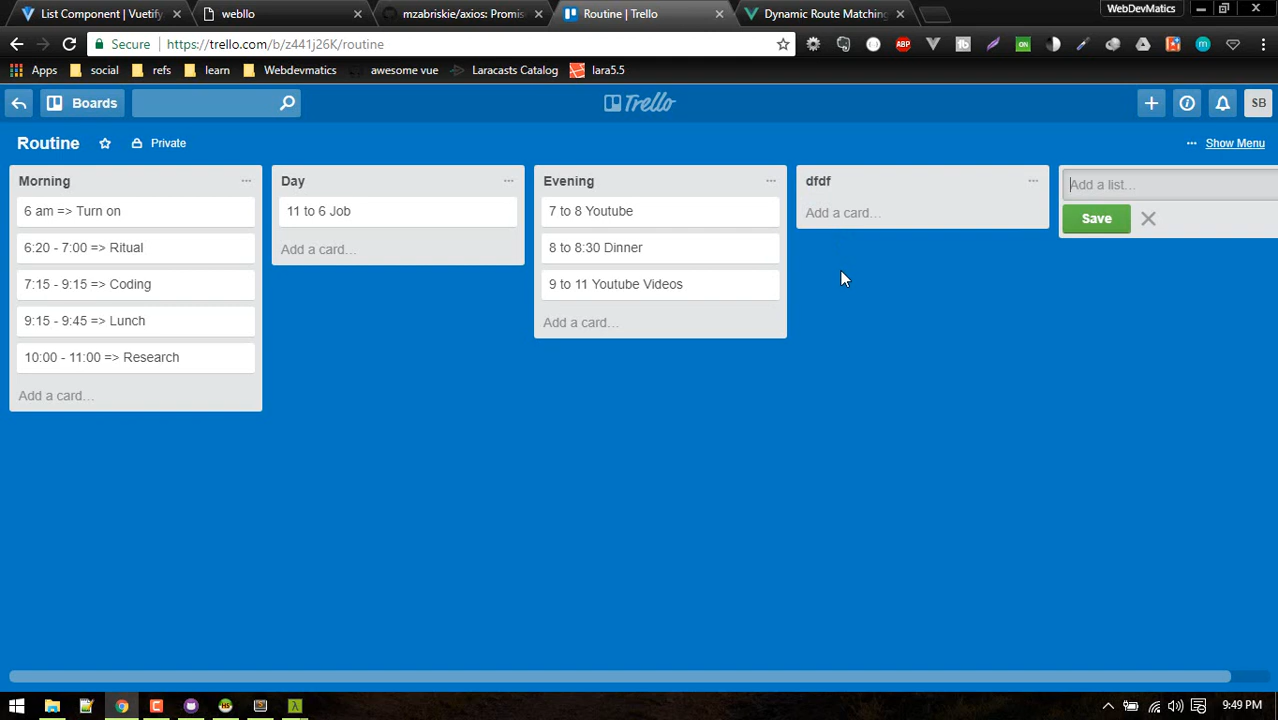 List Component | Vuetify
webllo
mzabriskie/axios: Promis
Routine | Trello
Dynamic Route Matching
WebDevMatics
Secure
https://trello.com/b/z441j26K/routine
ABP
ON
Apps
social
refs
learn
Webdevmatics
awesome vue
Laracasts Catalog
lara5.5
Boards
Trello
SB
Routine
Private
Show Menu
Morning
6 am => Turn on
6:20 - 7:00 => Ritual
7:15 - 9:15 => Coding
9:15 - 9:45 => Lunch
10:00 - 11:00 => Research
Add a card…
Day
11 to 6 Job
Add a card…
Evening
7 to 8 Youtube
8 to 8:30 Dinner
9 to 11 Youtube Videos
Add a card…
dfdf
Add a card…
Add a list…
Save
9:49 PM